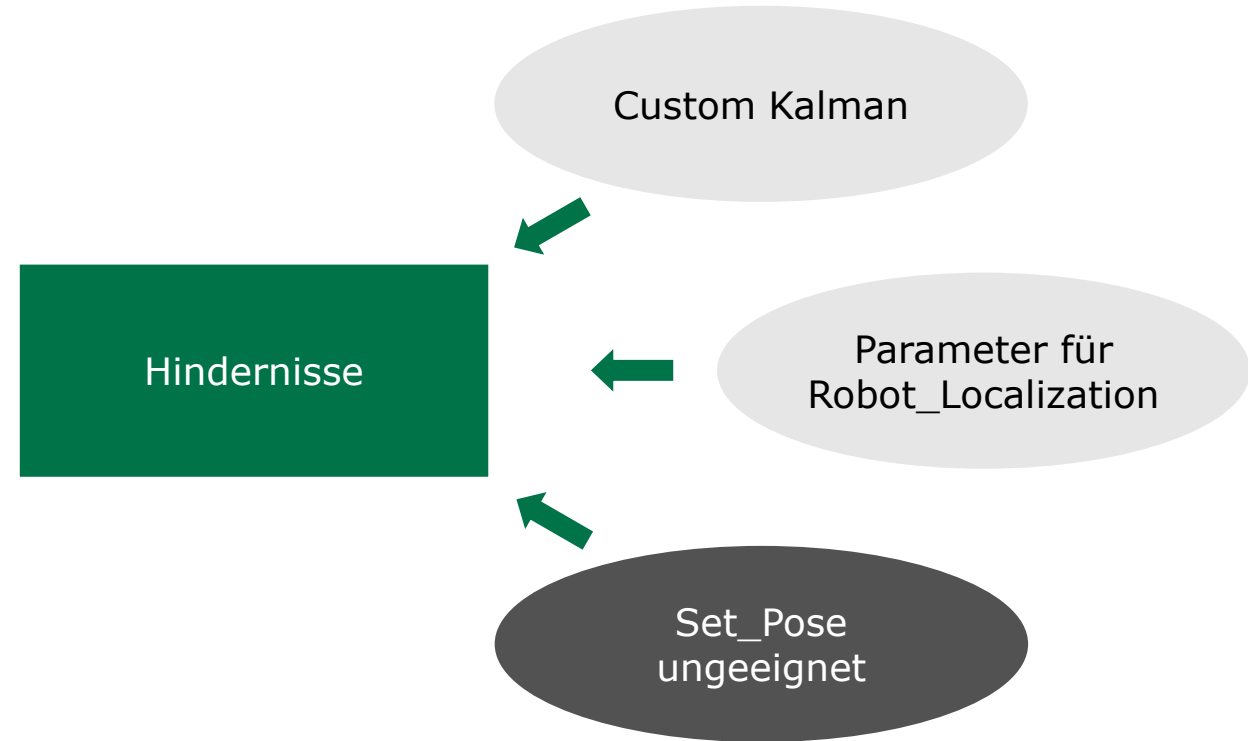 Custom Kalman
Hindernisse
Parameter für
Robot_Localization
Set_Pose
ungeeignet